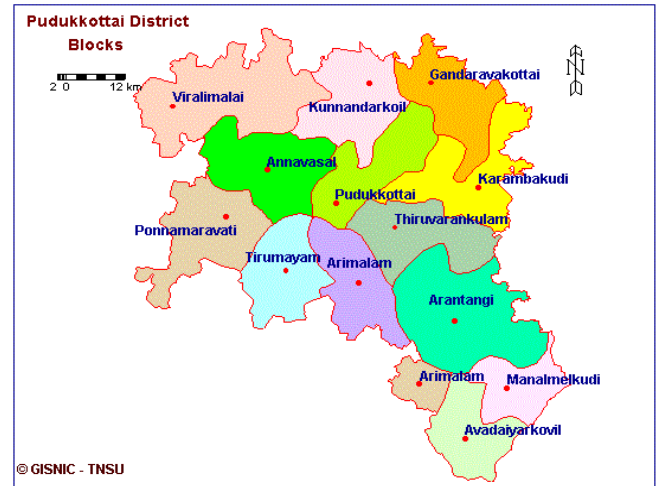 Pudukkottai District
Blocks
N
2 0 12 km
Gandaravakottai
Viralimalai
Kunnandarkoil
Annavasal
Karambakudi
Pudukkottai
Thiruvarankulam
Ponnamaravati
Tirumayam
Arimalam
Arantangi
Arimalam
Manalmelkudi
Avadaiyarkovil
© GISNIC - TNSU